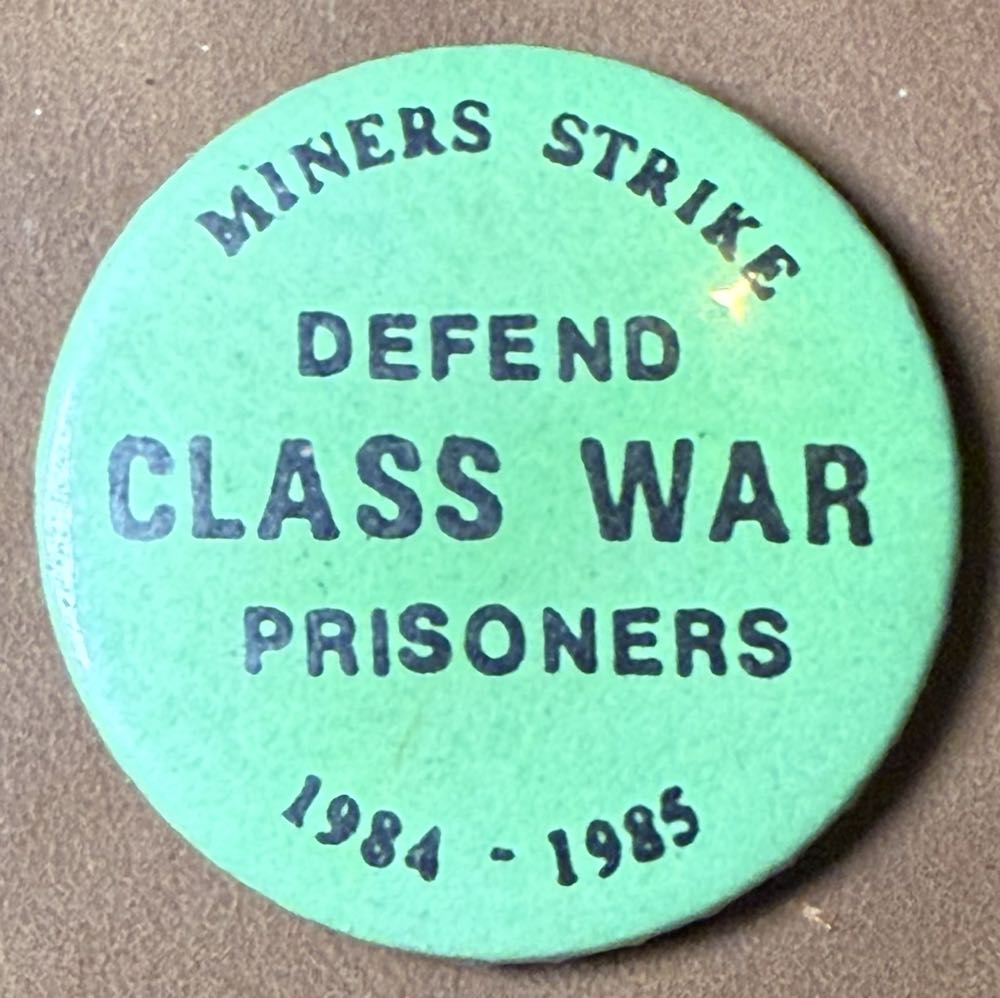 MINERS STRIKE
DEFEND
CLASS WAR
PRISONERS
1984 - 1985